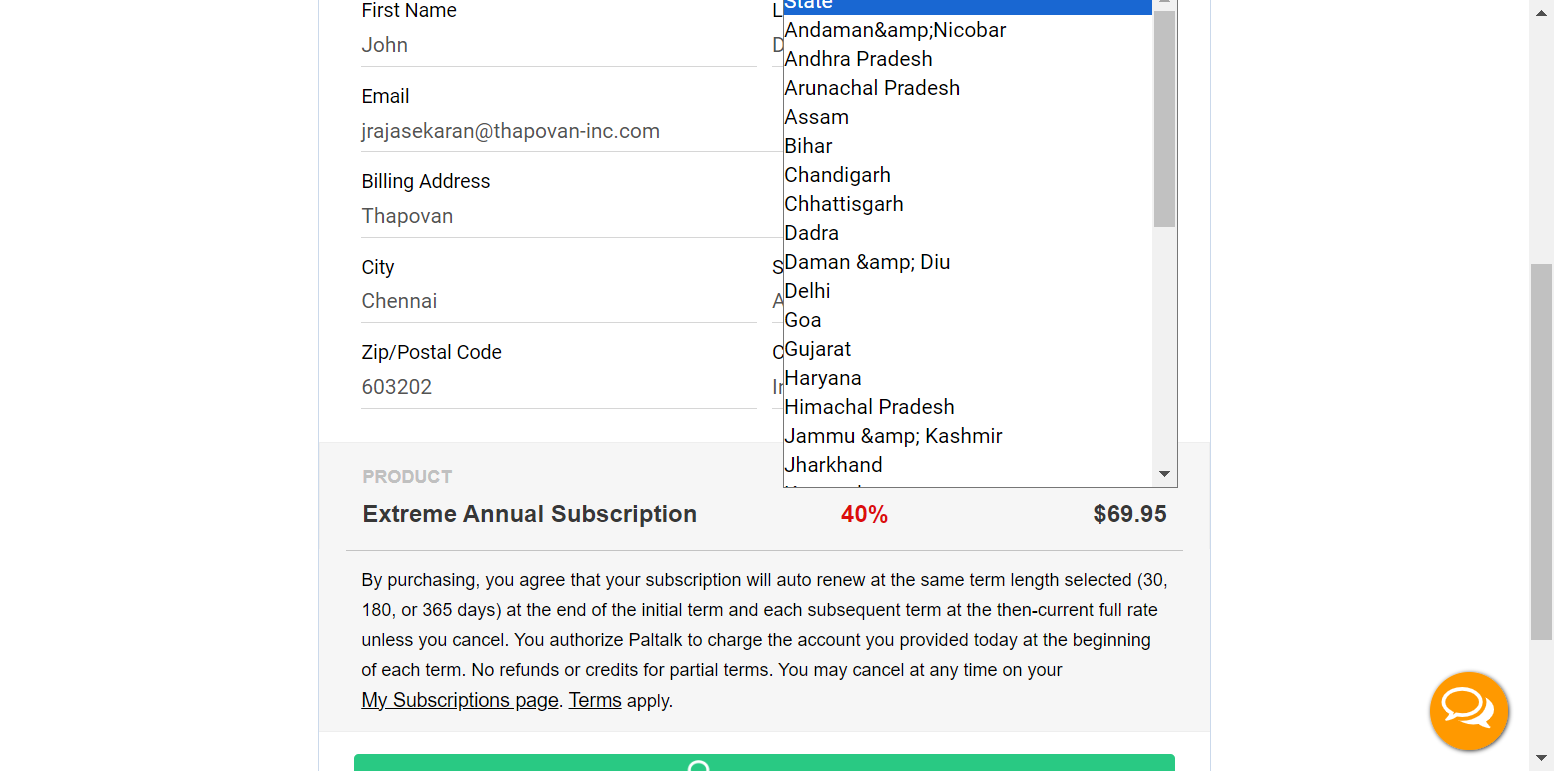 First Name
John
Email
jrajasekaran@thapovan-inc.com
Billing Address
Thapovan
City
Chennai
Zip/Postal Code
603202
State
Andaman&amp;Nicobar
Andhra Pradesh
Arunachal Pradesh
Assam
Bihar
Chandigarh
Chhattisgarh
Dadra
Daman &amp; Diu
Delhi
Goa
Gujarat
Haryana
Himachal Pradesh
Jammu &amp; Kashmir
Jharkhand
PRODUCT
Extreme Annual Subscription 40% $69.95
By purchasing, you agree that your subscription will auto renew at the same term length selected (30,
180, or 365 days) at the end of the initial term and each subsequent term at the then-current full rate
unless you cancel. You authorize Paltalk to charge the account you provided today at the beginning
of each term. No refunds or credits for partial terms. You may cancel at any time on your
My Subscriptions page. Terms apply.